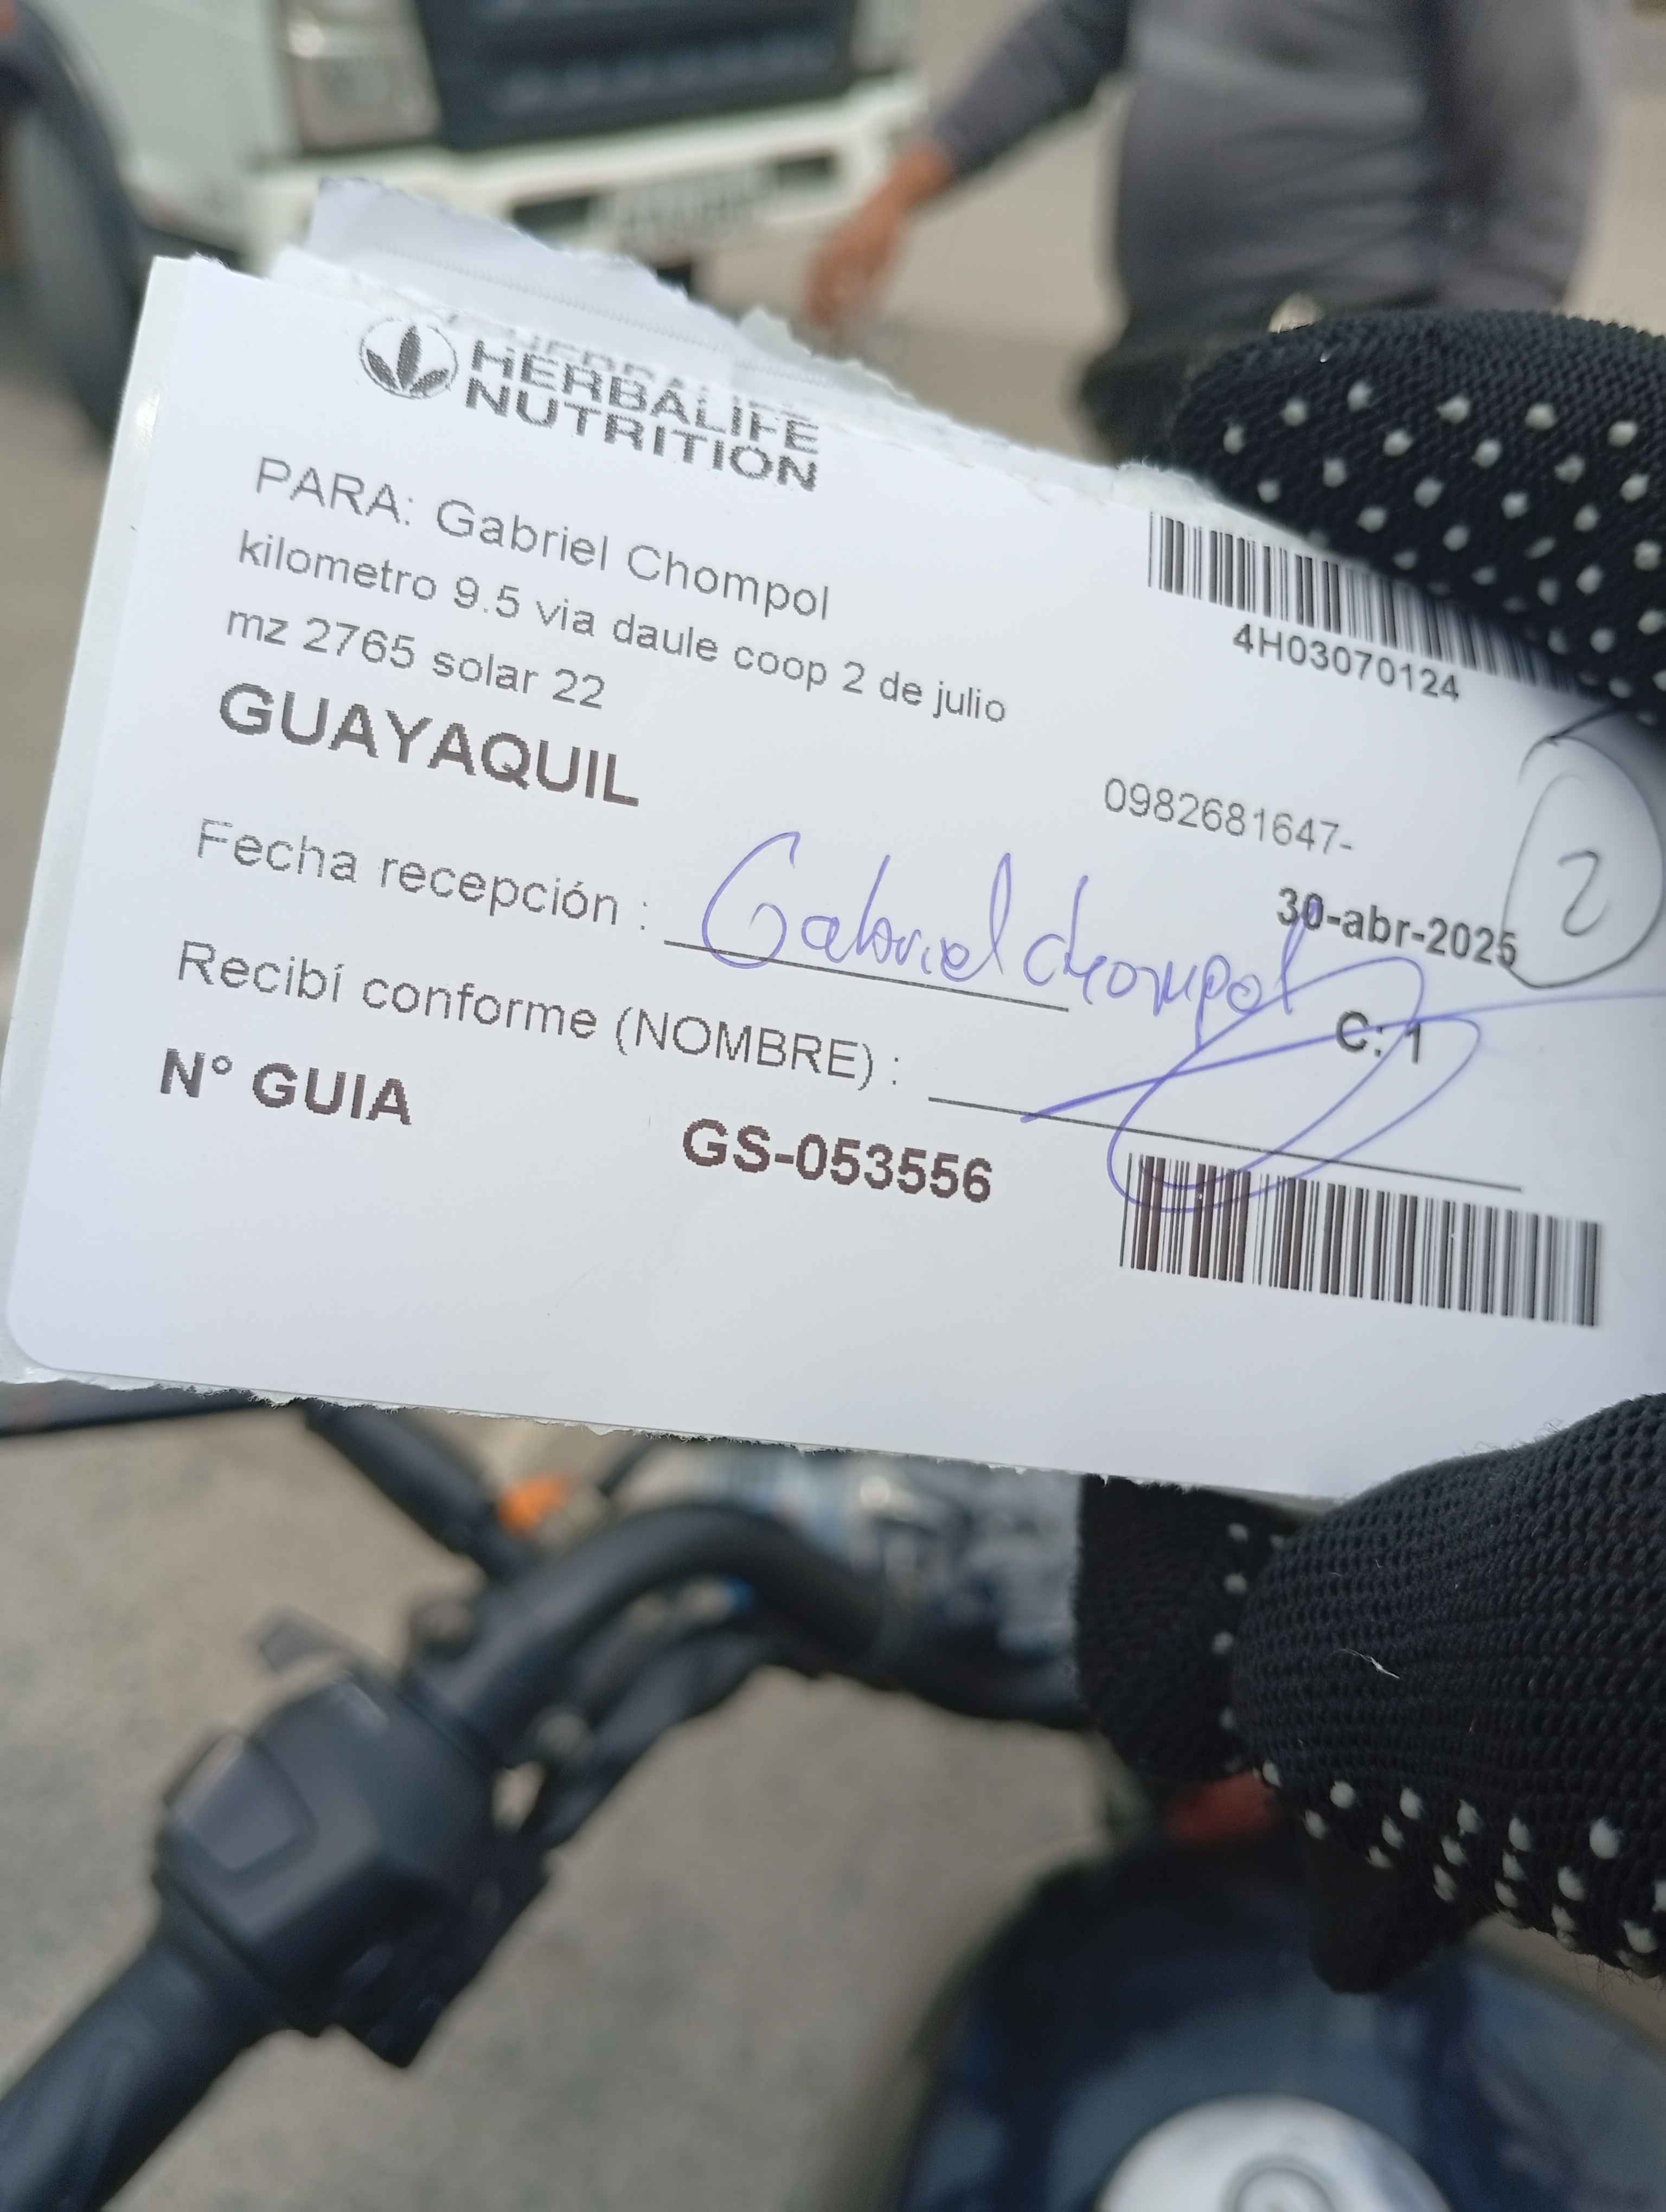 HERBALIFE
NUTRITION
PARA: Gabriel Chompol
kilometro 9.5 via daule coop 2 de julio
mz 2765 solar 22
GUAYAQUIL
4H03070124
0982681647-
2
30-abr-2025
Fecha recepción : Gabriel Chompol
C: 1
Recibí conforme (NOMBRE) :
N° GUIA GS-053556